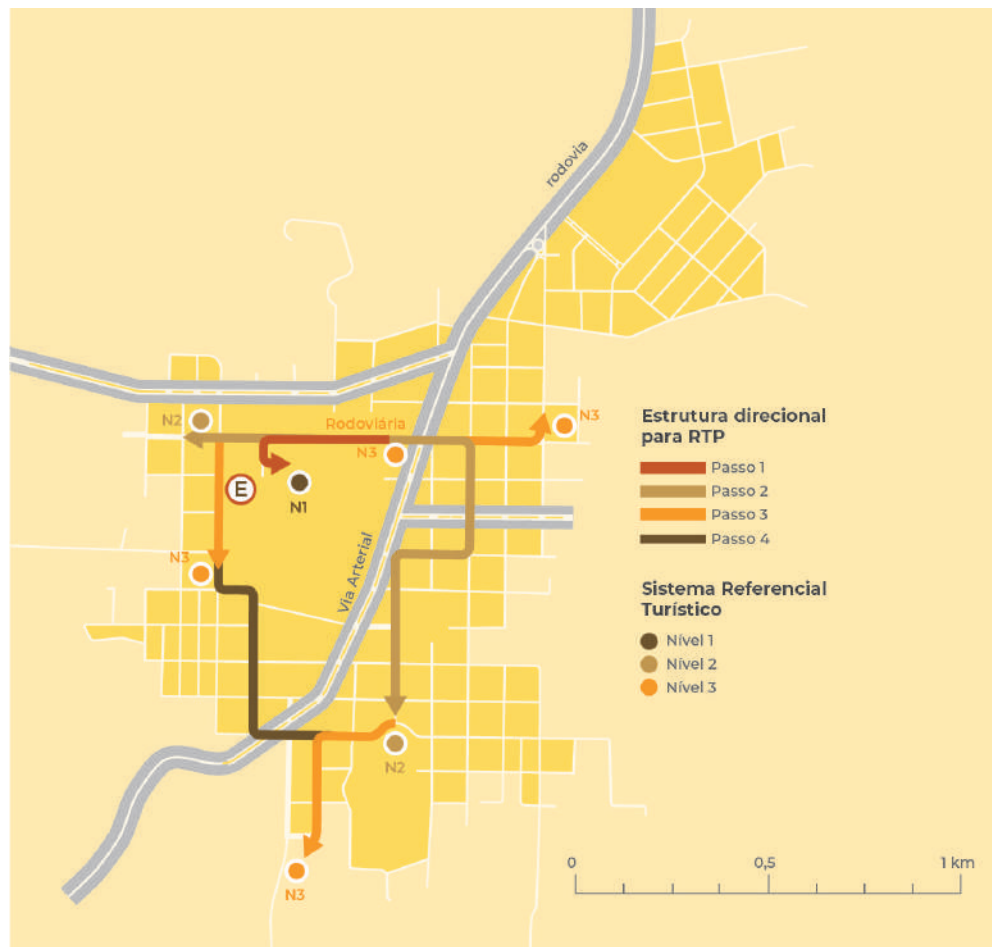 rodovia
N2
Rodoviária
N3
N3
E
N1
N3
Via Arterial
N2
N3
Estrutura direcional
para RTP
Passo 1
Passo 2
Passo 3
Passo 4
Sistema Referencial
Turístico
Nível 1
Nível 2
Nível 3
0
0,5
1 km